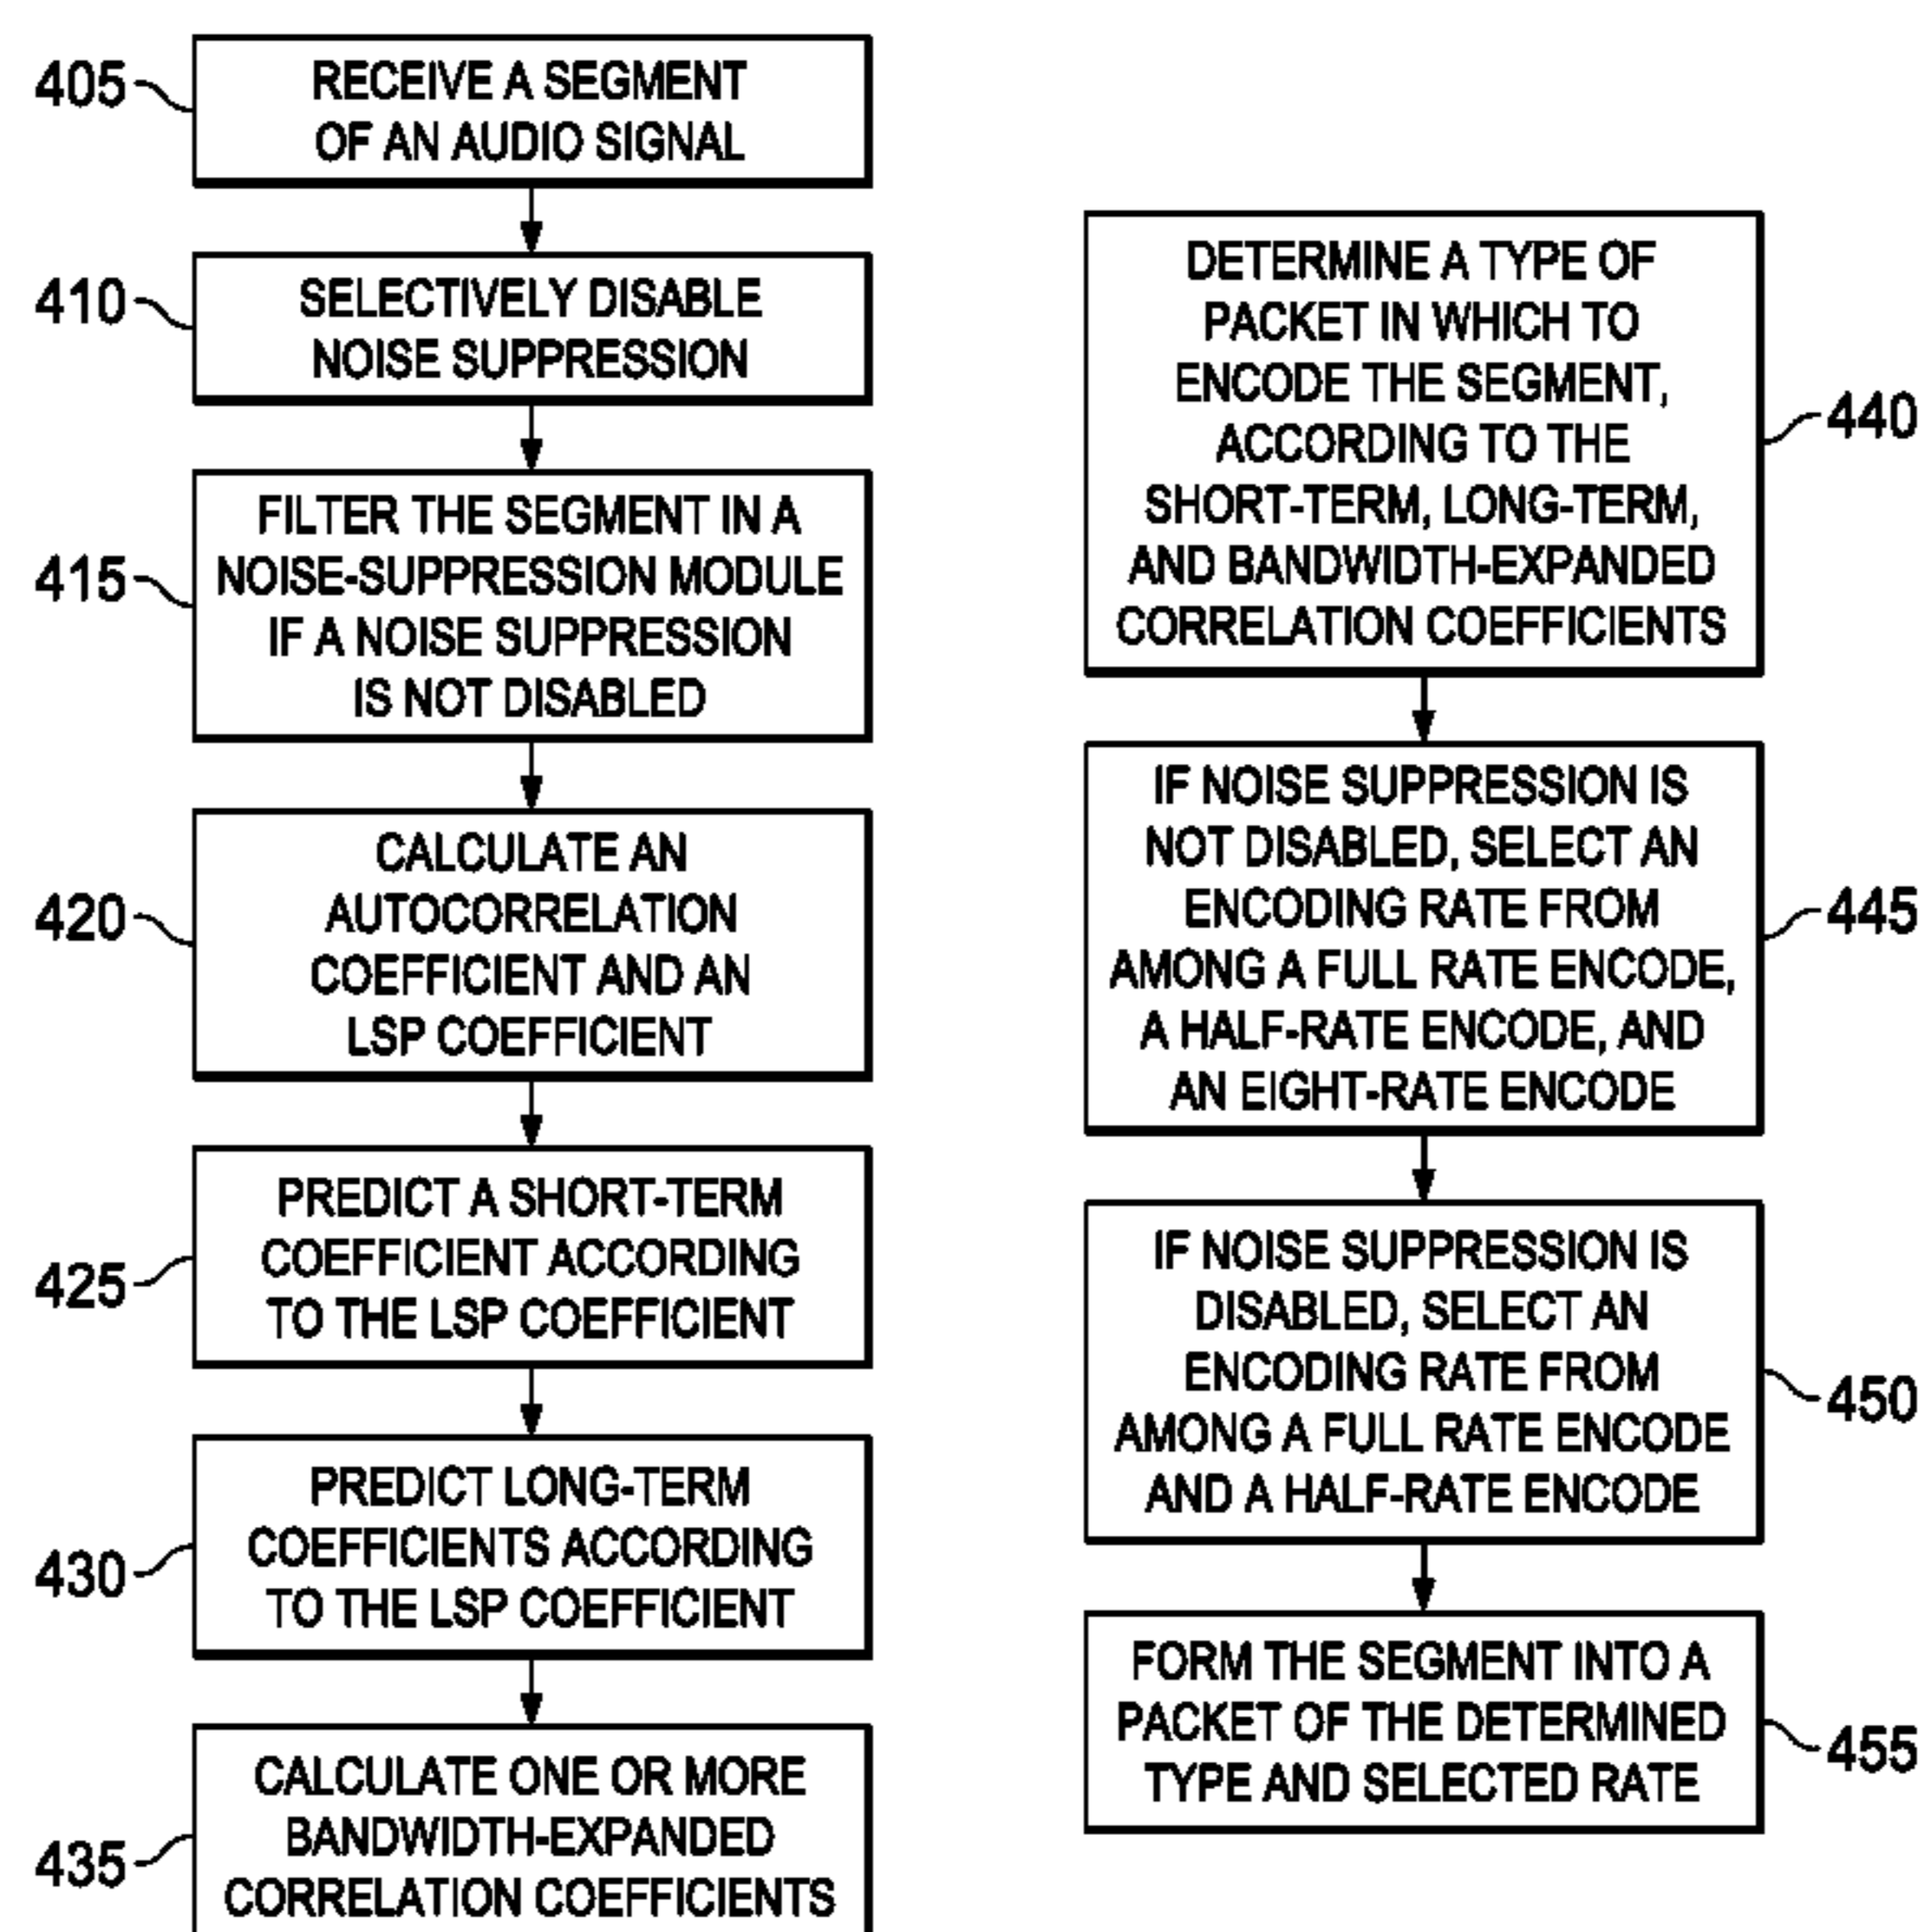 405
RECEIVE A SEGMENT
OF AN AUDIO SIGNAL
410
SELECTIVELY DISABLE
NOISE SUPPRESSION
415
FILTER THE SEGMENT IN A
NOISE-SUPPRESSION MODULE
IF A NOISE SUPPRESSION
IS NOT DISABLED
420
CALCULATE AN
AUTOCORRELATION
COEFFICIENT AND AN
LSP COEFFICIENT
425
PREDICT A SHORT-TERM
COEFFICIENT ACCORDING
TO THE LSP COEFFICIENT
430
PREDICT LONG-TERM
COEFFICIENTS ACCORDING
TO THE LSP COEFFICIENT
435
CALCULATE ONE OR MORE
BANDWIDTH-EXPANDED
CORRELATION COEFFICIENTS
DETERMINE A TYPE OF
PACKET IN WHICH TO
ENCODE THE SEGMENT,
ACCORDING TO THE
SHORT-TERM, LONG-TERM,
AND BANDWIDTH-EXPANDED
CORRELATION COEFFICIENTS
440
IF NOISE SUPPRESSION IS
NOT DISABLED, SELECT AN
ENCODING RATE FROM
AMONG A FULL RATE ENCODE,
A HALF-RATE ENCODE, AND
AN EIGHT-RATE ENCODE
445
IF NOISE SUPPRESSION IS
DISABLED, SELECT AN
ENCODING RATE FROM
AMONG A FULL RATE ENCODE
AND A HALF-RATE ENCODE
450
FORM THE SEGMENT INTO A
PACKET OF THE DETERMINED
TYPE AND SELECTED RATE
455